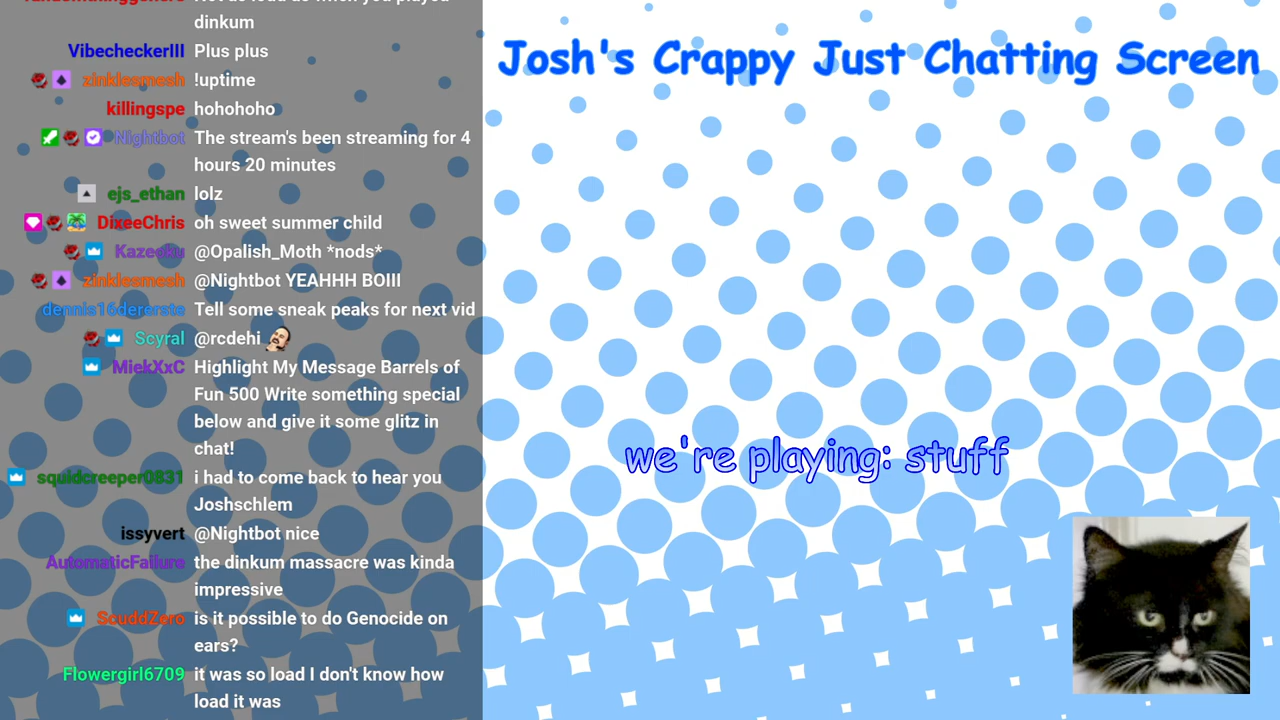 dinkum
VibecheckerIII Plus plus
zinklesmesh !uptime
killingspe hohohoho
Nightbot The stream's been streaming for 4
hours 20 minutes
ejs_ethan lolz
DixeeChris oh sweet summer child
Kazeoku @Opalish_Moth *nods*
zinklesmesh @Nightbot YEAHHH BOIII
dennis16dererste Tell some sneak peaks for next vid
Scyral @rcdehi
MiekXxC Highlight My Message Barrels of
Fun 500 Write something special
below and give it some glitz in
chat!
squidcreeper0831 i had to come back to hear you
Joshschlem
issyvert @Nightbot nice
AutomaticFailure the dinkum massacre was kinda
impressive
ScuddZero is it possible to do Genocide on
ears?
Flowergirl6709 it was so load I don't know how
load it was
Josh's Crappy Just Chatting Screen
we're playing: stuff